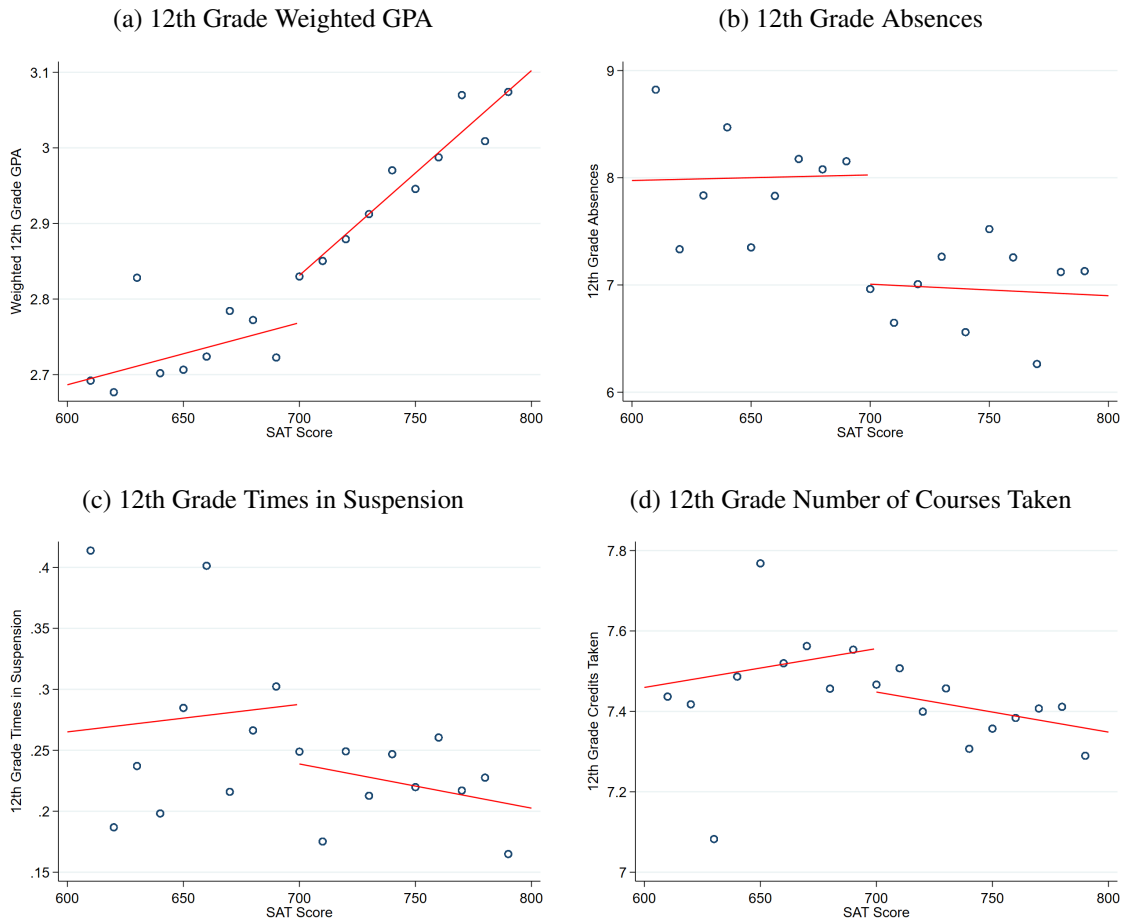 (a) 12th Grade Weighted GPA
3.1
3
2.9
2.8
2.7
Weighted 12th Grade GPA
600 650 700 750 800
SAT Score
(b) 12th Grade Absences
9
8
7
6
12th Grade Absences
600 650 700 750 800
SAT Score
(c) 12th Grade Times in Suspension
.4
.35
.3
.25
.2
.15
12th Grade Times in Suspension
600 650 700 750 800
SAT Score
(d) 12th Grade Number of Courses Taken
7.8
7.6
7.4
7.2
7
12th Grade Credits Taken
600 650 700 750 800
SAT Score